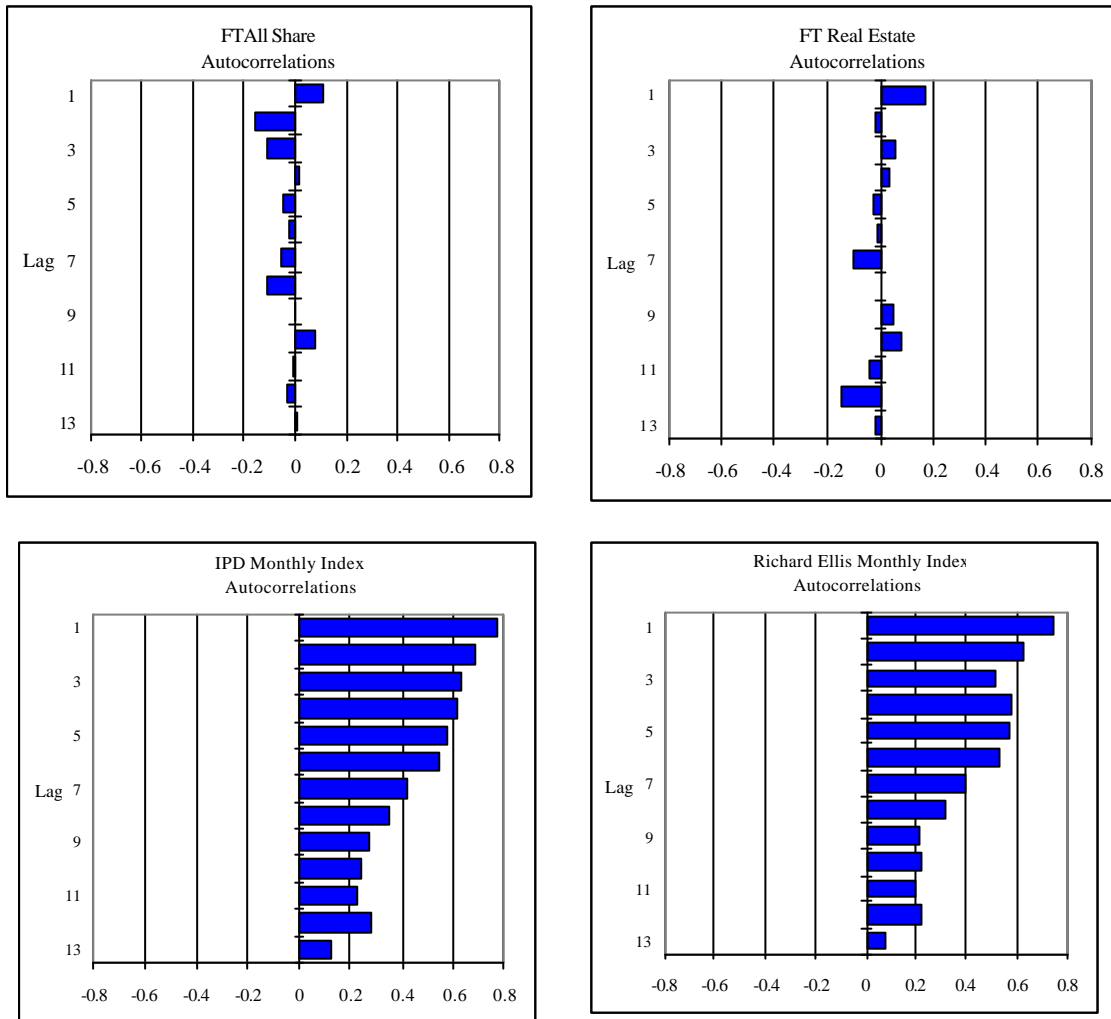 FTAll Share
Autocorrelations
1
3
5
Lag 7
9
11
13
-0.8 -0.6 -0.4 -0.2 0 0.2 0.4 0.6 0.8
FT Real Estate
Autocorrelations
1
3
5
Lag 7
9
11
13
-0.8 -0.6 -0.4 -0.2 0 0.2 0.4 0.6 0.8
IPD Monthly Index
Autocorrelations
1
3
5
Lag 7
9
11
13
-0.8 -0.6 -0.4 -0.2 0 0.2 0.4 0.6 0.8
Richard Ellis Monthly Index
Autocorrelations
1
3
5
Lag 7
9
11
13
-0.8 -0.6 -0.4 -0.2 0 0.2 0.4 0.6 0.8